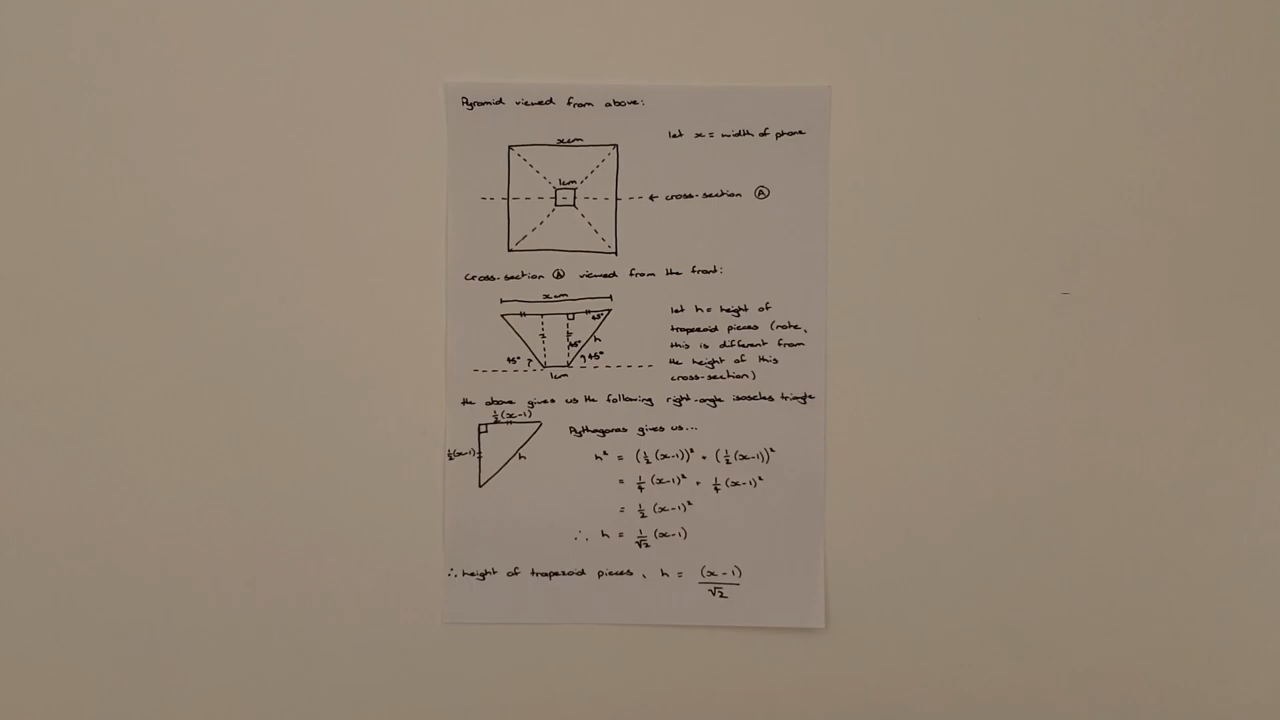 Pyramid viewed from above:
let x = width of phone
x cm
1cm
← cross-section Ⓐ
cross-section Ⓐ viewed from the front:
x cm
45°
h
45°
45°
45°
1cm
let h = height of
trapezoid pieces (note,
this is different from
the height of this
cross-section)
the above gives us the following right-angle isosceles triangle
½(x-1)
½(x-1)
h
Pythagoras gives us...
h² = (½(x-1))² + (½(x-1))²
= ¼(x-1)² + ¼(x-1)²
= ½(x-1)²
∴ h = 1/√2 (x-1)
∴ height of trapezoid pieces, h = (x-1)/√2